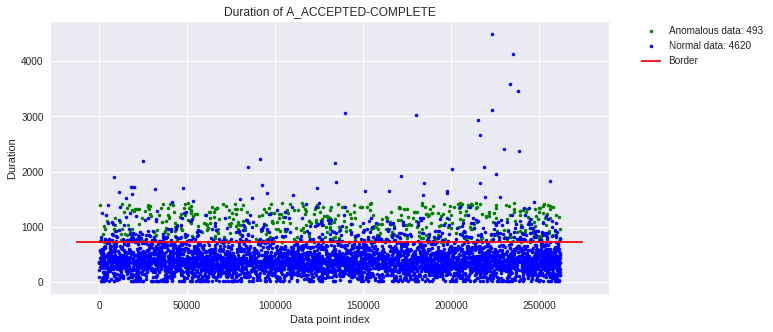 Duration of A_ACCEPTED-COMPLETE
Anomalous data: 493
Normal data: 4620
Border
Duration
4000
3000
2000
1000
0
0
50000
100000
150000
200000
250000
Data point index